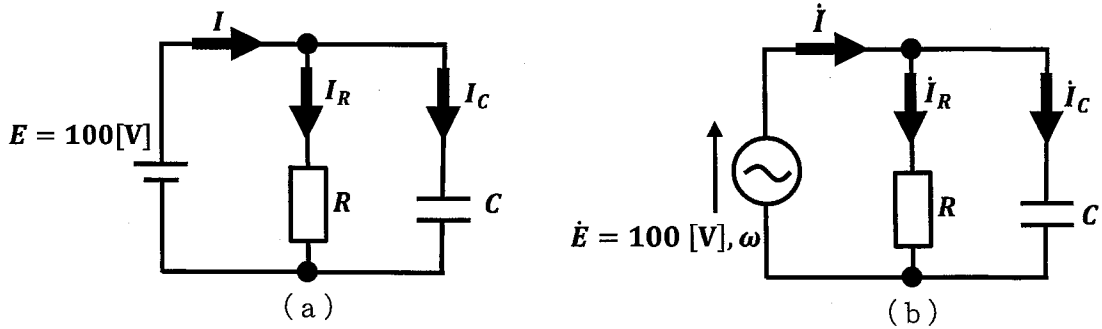 I
I_R
I_C
E = 100[V]
R
C
(a)
İ
İ_R
İ_C
Ė = 100 [V], ω
R
C
(b)